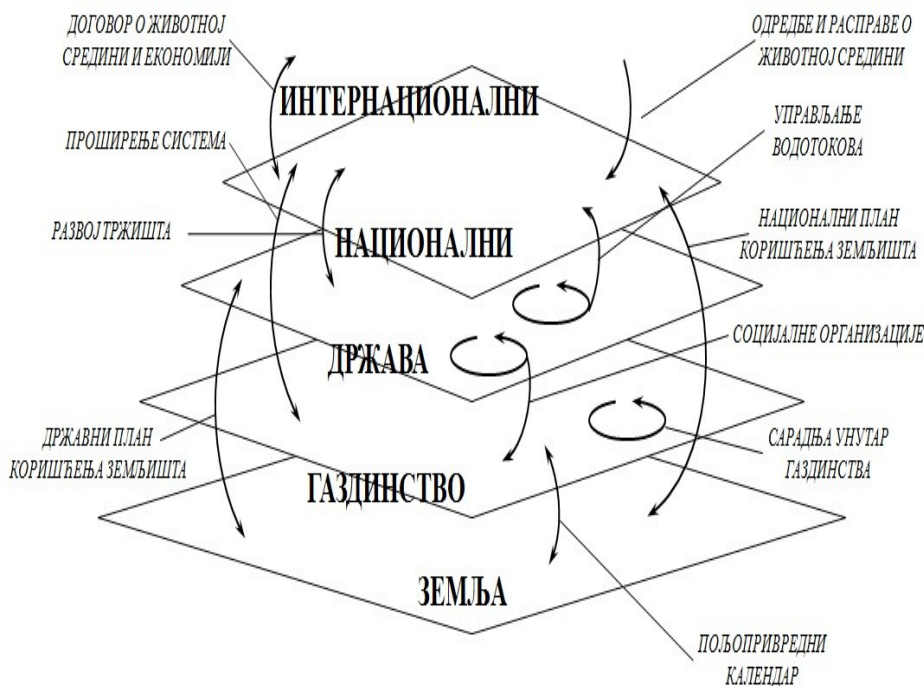 ДОГОВОР О ЖИВОТНОЈ
СРЕДИНИ И ЕКОНОМИЈИ
ОДРЕДБЕ И РАСПРАВЕ О
ЖИВОТНОЈ СРЕДИНИ
ИНТЕРНАЦИОНАЛНИ
УПРАВЉАЊЕ
ВОДОТОКОВА
ПРОШИРЕЊЕ СИСТЕМА
РАЗВОЈ ТРЖИШТА
НАЦИОНАЛНИ
НАЦИОНАЛНИ ПЛАН
КОРИШЋЕЊА ЗЕМЉИШТА
СОЦИЈАЛНЕ ОРГАНИЗАЦИЈЕ
ДРЖАВА
ДРЖАВНИ ПЛАН
КОРИШЋЕЊА ЗЕМЉИШТА
САРАДЊА УНУТАР
ГАЗДИНСТВА
ГАЗДИНСТВО
ЗЕМЉА
ПОЉОПРИВРЕДНИ
КАЛЕНДАР